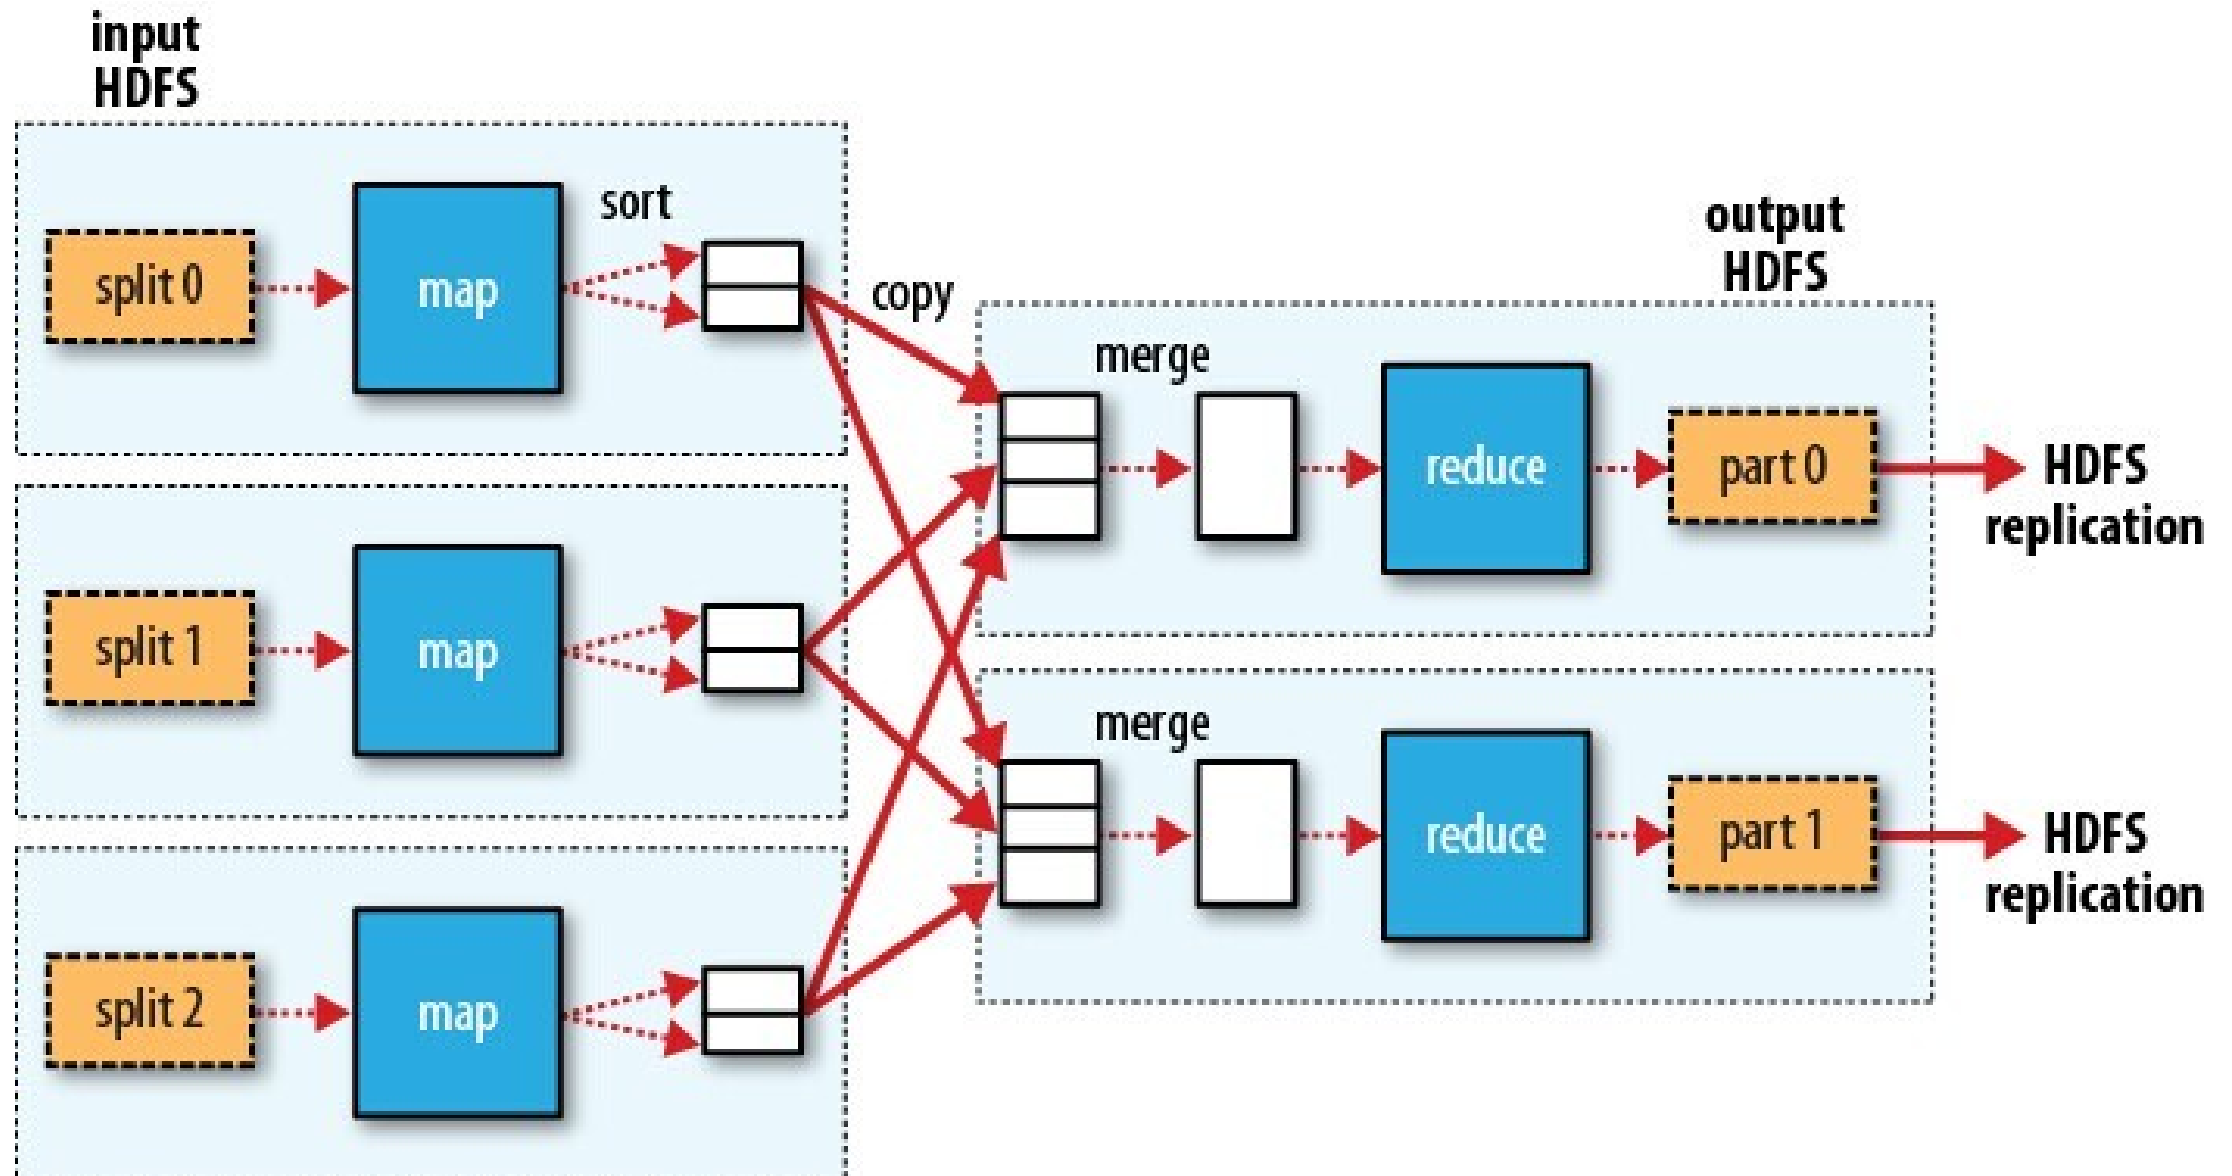 input
HDFS
split 0
map
sort
copy
split 1
map
split 2
map
output
HDFS
merge
reduce
part 0
HDFS
replication
merge
reduce
part 1
HDFS
replication